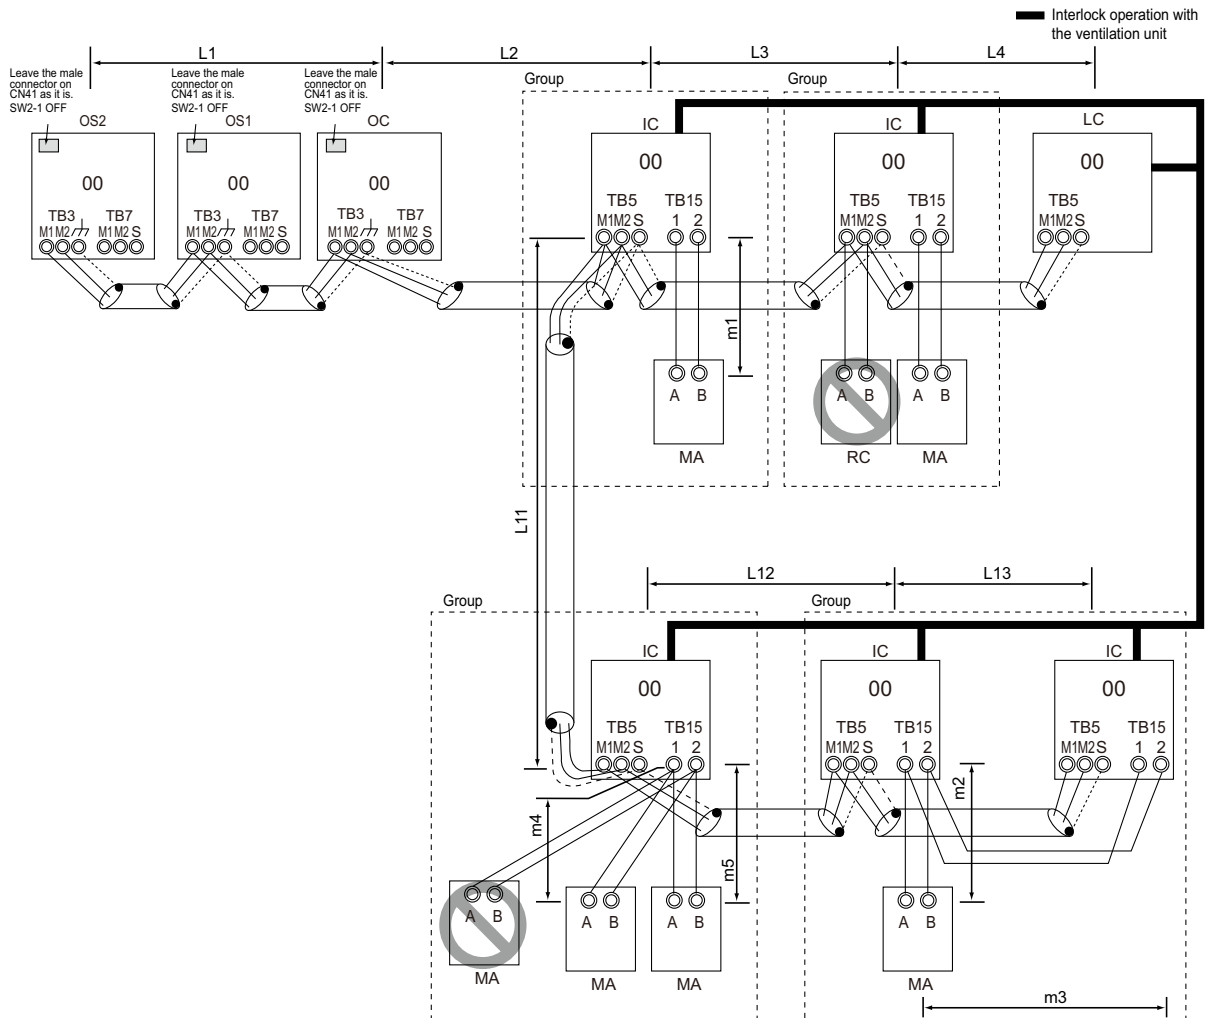 Interlock operation with
the ventilation unit
L1
L2
L3
L4
Leave the male
connector on
CN41 as it is.
SW2-1 OFF
Leave the male
connector on
CN41 as it is.
SW2-1 OFF
Leave the male
connector on
CN41 as it is.
SW2-1 OFF
Group
Group
OS2
OS1
OC
IC
IC
LC
00
00
00
00
00
00
TB3
TB7
TB3
TB7
TB3
TB7
TB5
TB15
TB5
TB15
TB5
M1 M2
M1 M2 S
M1 M2
M1 M2 S
M1 M2
M1 M2 S
M1 M2 S
1 2
M1 M2 S
1 2
M1 M2 S
m1
A B
A B
A B
MA
RC
MA
L11
L12
L13
Group
Group
IC
IC
IC
00
00
00
TB5
TB15
TB5
TB15
TB5
TB15
M1 M2 S
1 2
M1 M2 S
1 2
M1 M2 S
1 2
m4
m5
m2
A B
A B
A B
A B
MA
MA
MA
MA
m3